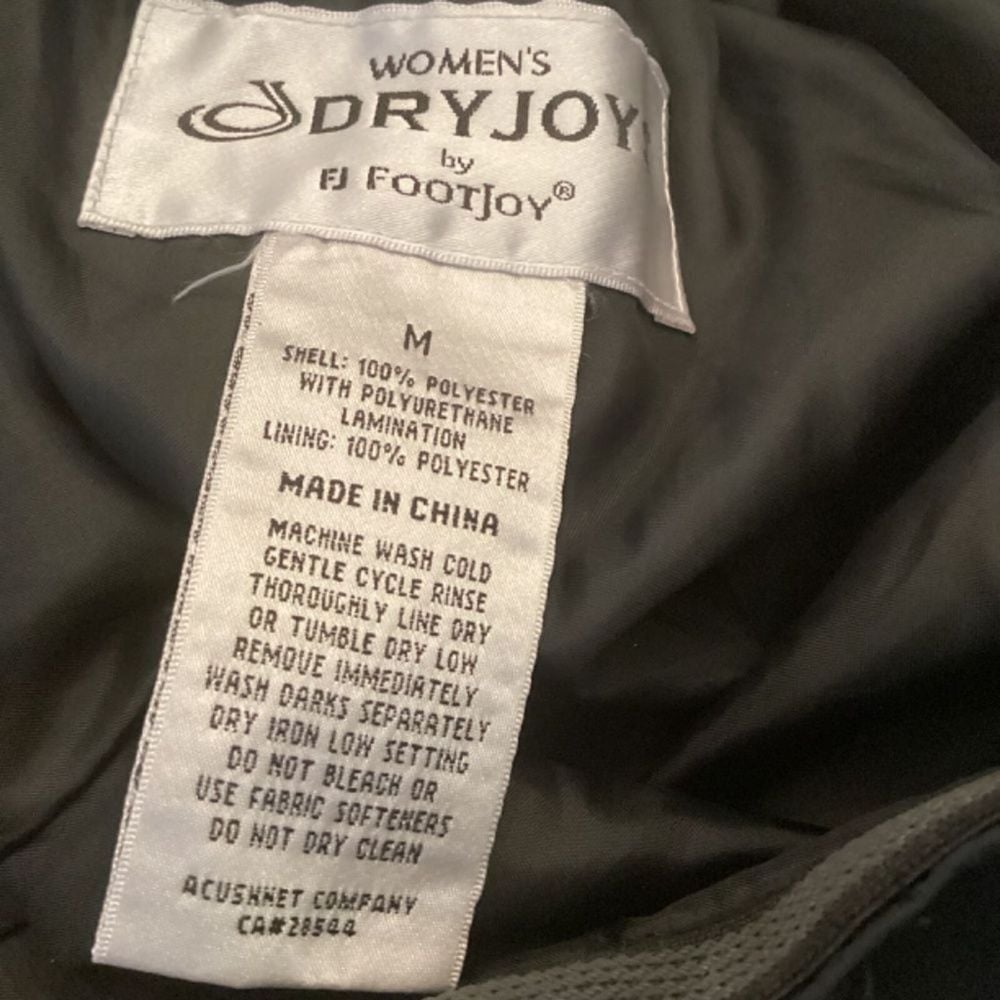 WOMEN'S
DRYJOYS
by
FJ FOOTJOY®
M
SHELL: 100% POLYESTER
WITH POLYURETHANE
LAMINATION
LINING: 100% POLYESTER
MADE IN CHINA
MACHINE WASH COLD
GENTLE CYCLE RINSE
THOROUGHLY LINE DRY
OR TUMBLE DRY LOW
REMOVE IMMEDIATELY
WASH DARKS SEPARATELY
DRY IRON LOW SETTING
DO NOT BLEACH OR
USE FABRIC SOFTENERS
DO NOT DRY CLEAN
ACUSHNET COMPANY
CA#28544